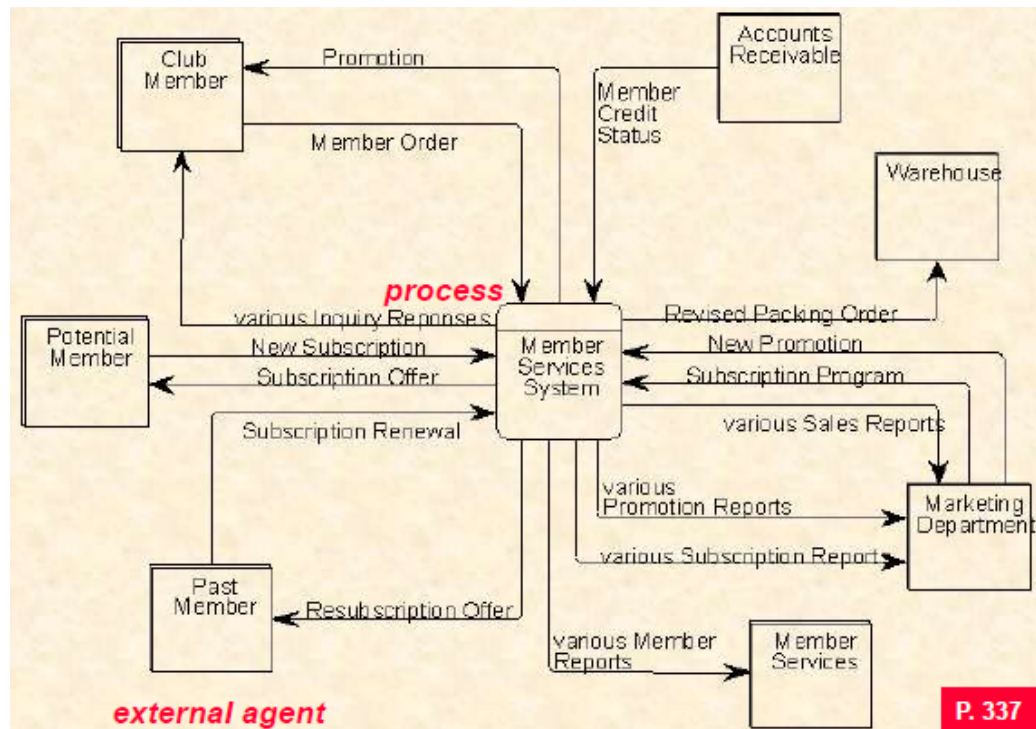 Club
Member
Promotion
Accounts
Receivable
Member
Credit
Status
Member Order
Warehouse
process
various Inquiry Reponses
Revised Packing Order
Potential
Member
New Subscription
Member
Services
System
New Promotion
Subscription Offer
Subscription Program
Subscription Renewal
various Sales Reports
various
Promotion Reports
Marketing
Department
various Subscription Report
Past
Member
Resubscription Offer
various Member
Reports
Member
Services
external agent
P. 337